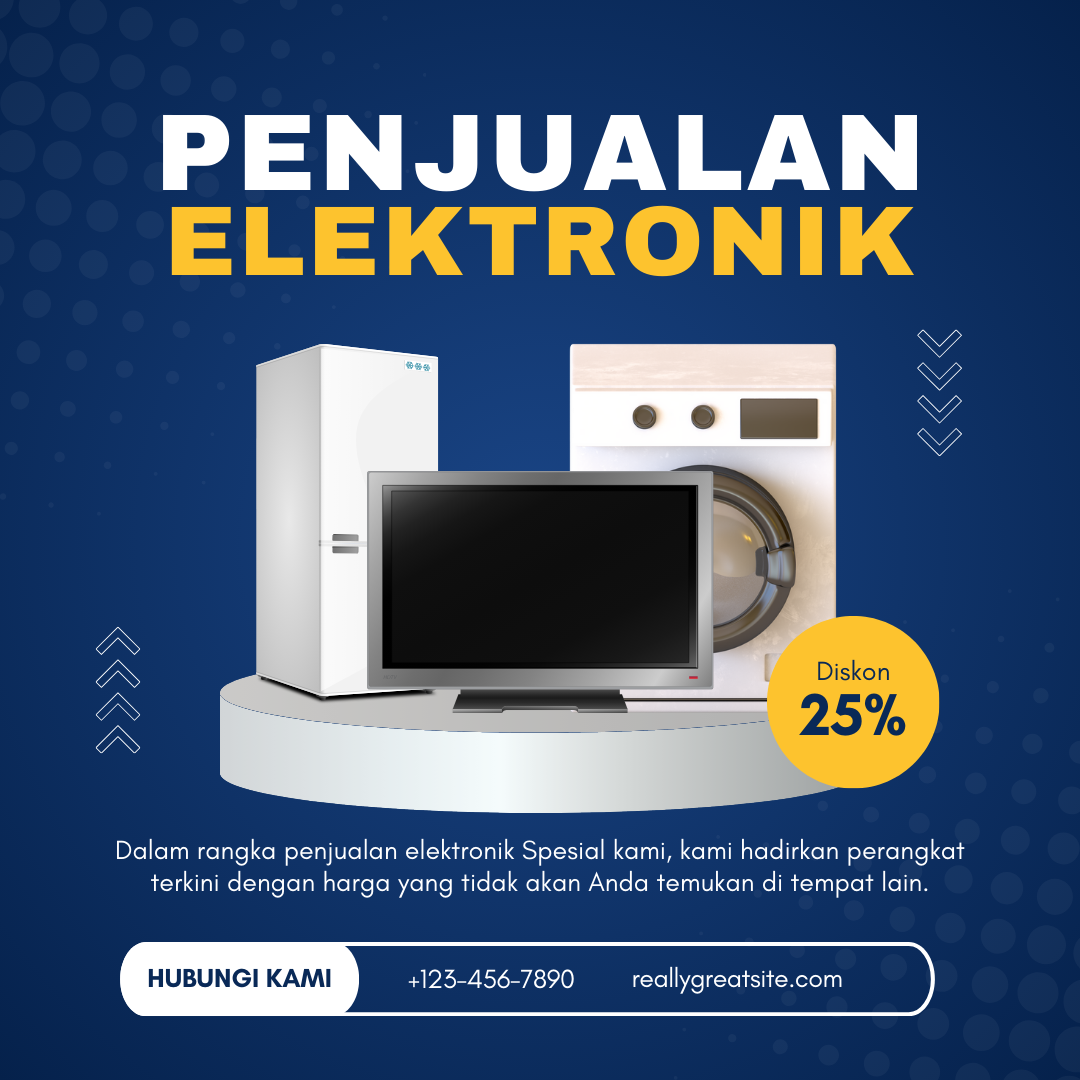 PENJUALAN
ELEKTRONIK
Diskon
25%
Dalam rangka penjualan elektronik Spesial kami, kami hadirkan perangkat
terkini dengan harga yang tidak akan Anda temukan di tempat lain.
HUBUNGI KAMI
+123-456-7890
reallygreatsite.com